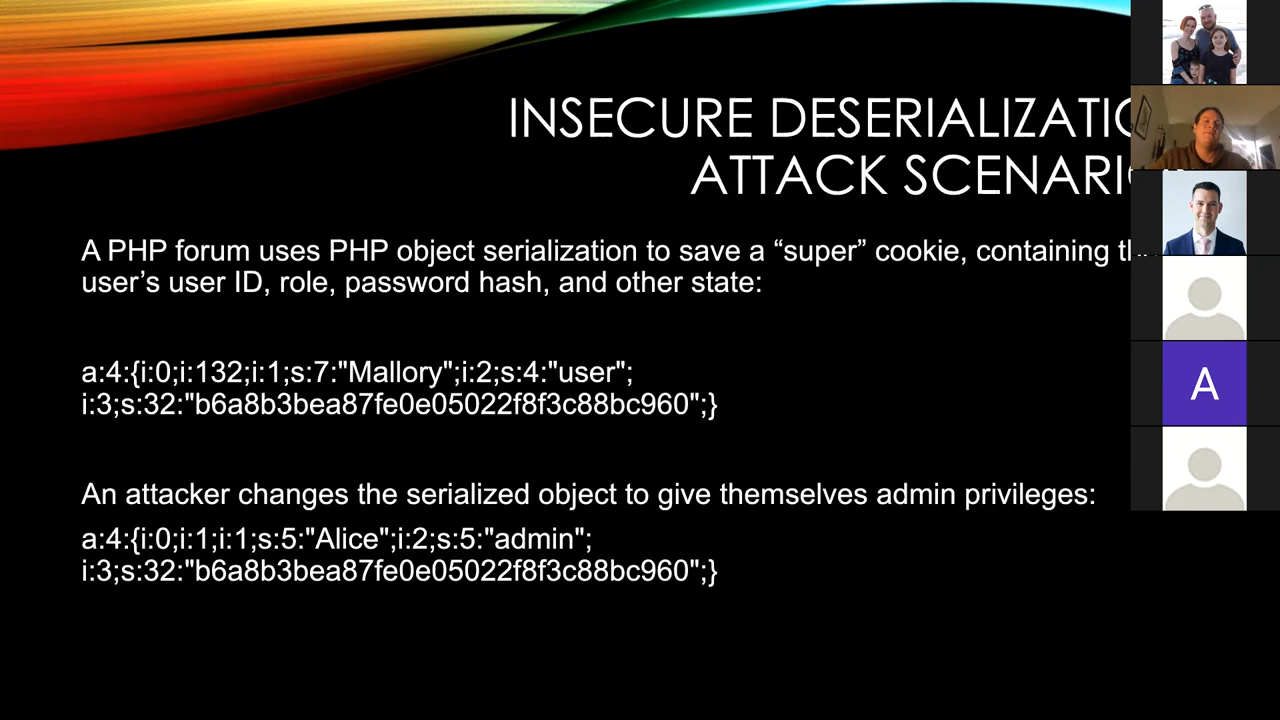 INSECURE DESERIALIZATIO
ATTACK SCENARIO
A PHP forum uses PHP object serialization to save a “super” cookie, containing the
user’s user ID, role, password hash, and other state:
a:4:{i:0;i:132;i:1;s:7:"Mallory";i:2;s:4:"user";
i:3;s:32:"b6a8b3bea87fe0e05022f8f3c88bc960";}
An attacker changes the serialized object to give themselves admin privileges:
a:4:{i:0;i:1;i:1;s:5:"Alice";i:2;s:5:"admin";
i:3;s:32:"b6a8b3bea87fe0e05022f8f3c88bc960";}
A